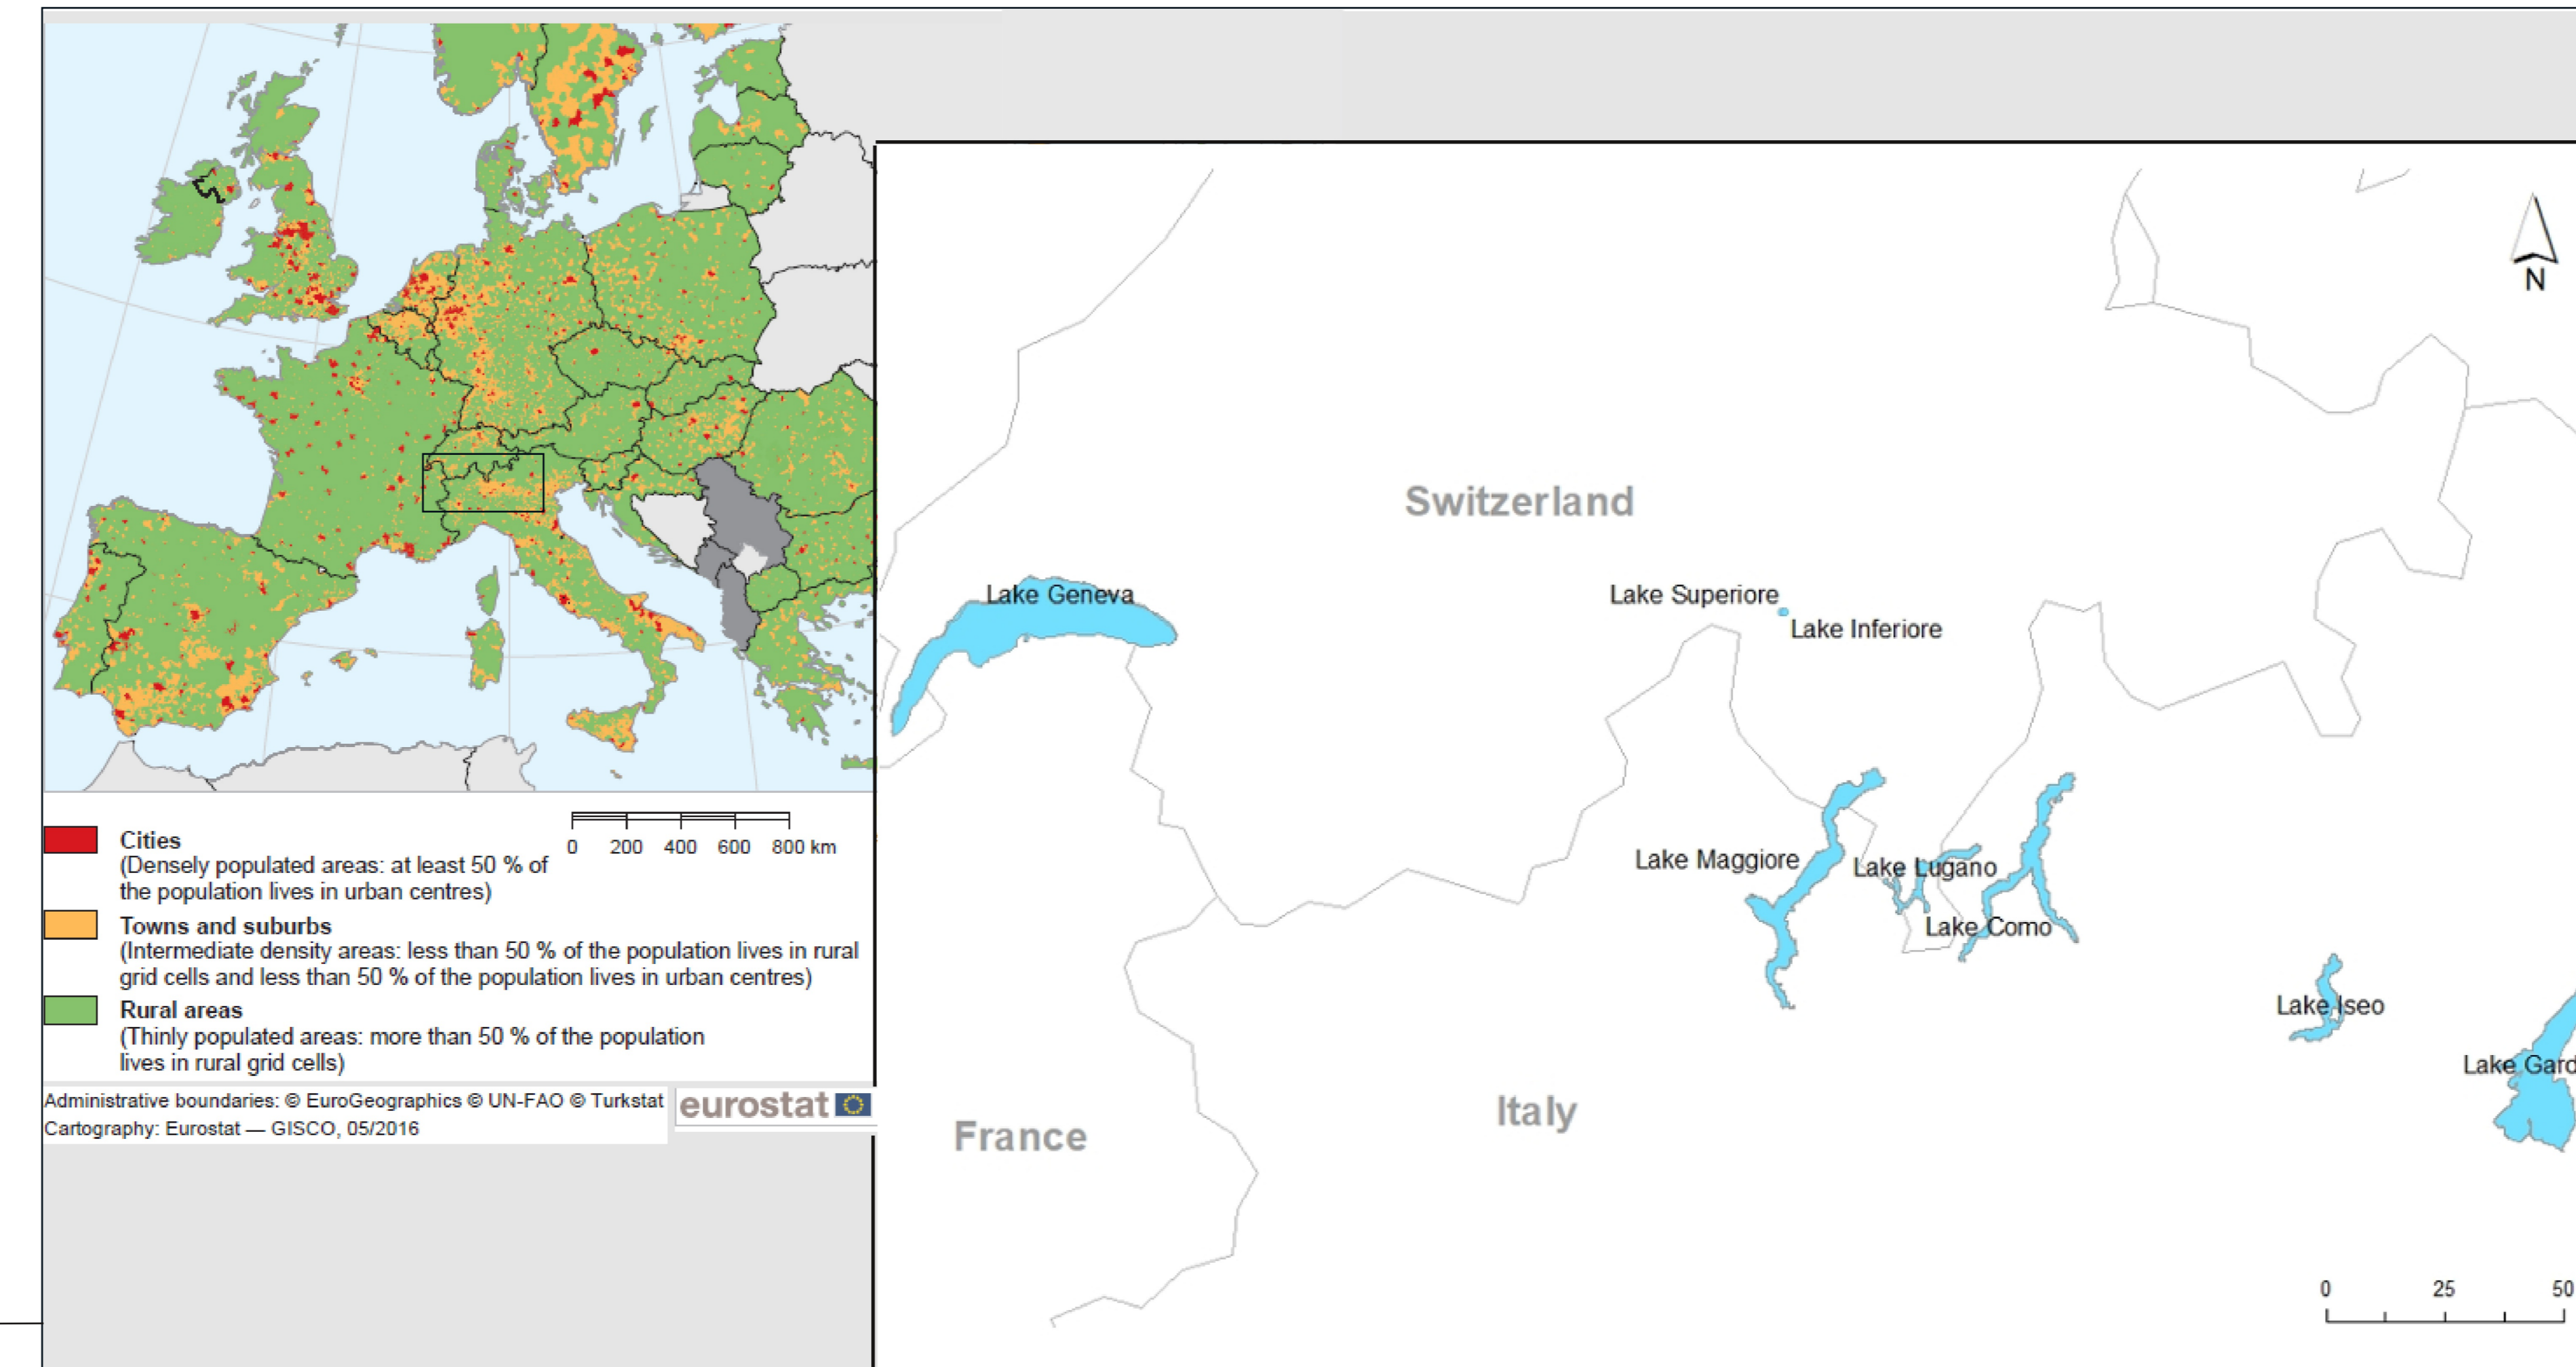 0 200 400 600 800 km
Cities
(Densely populated areas: at least 50 % of
the population lives in urban centres)
Towns and suburbs
(Intermediate density areas: less than 50 % of the population lives in rural
grid cells and less than 50 % of the population lives in urban centres)
Rural areas
(Thinly populated areas: more than 50 % of the population
lives in rural grid cells)
Administrative boundaries: © EuroGeographics © UN-FAO © Turkstat
Cartography: Eurostat — GISCO, 05/2016
eurostat
N
Switzerland
Lake Geneva
Lake Superiore
Lake Inferiore
Lake Maggiore
Lake Lugano
Lake Como
Lake Iseo
Lake Gard
Italy
France
0 25 50